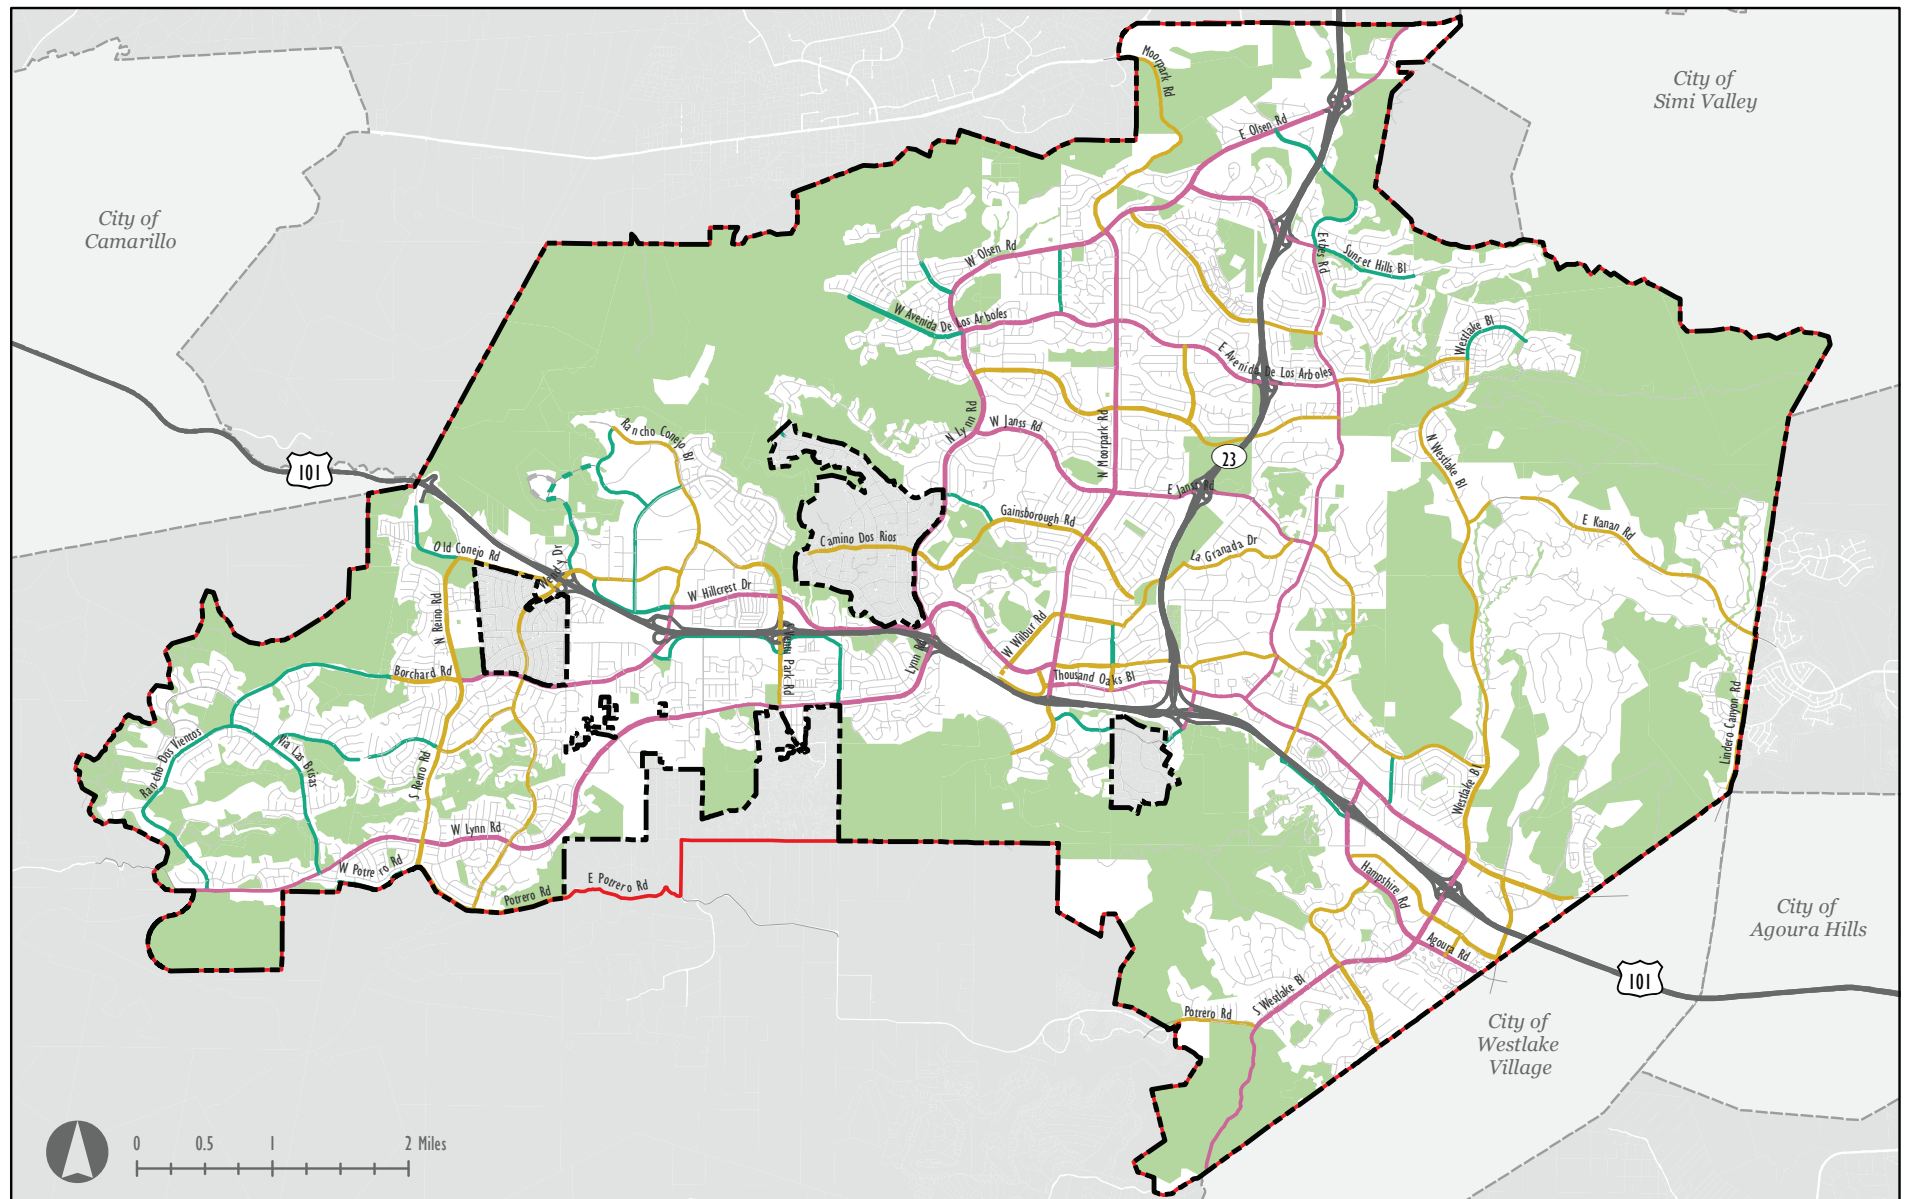 Moorpark Rd
City of
Simi Valley
E Olsen Rd
City of
Camarillo
W Olsen Rd
Erbes Rd
Sunset Hills Bl
W Avenida De Los Arboles
Westlake Bl
E Avenida De Los Arboles
N Lynn Rd
W Janss Rd
N Moorpark Rd
Rancho Conejo Bl
N Westlake Bl
23
101
E Janss Rd
Gainsborough Rd
E Kanan Rd
Camino Dos Rios
La Granada Dr
Old Conejo Rd
Wendy Dr
W Hillcrest Dr
N Reino Rd
W Wilbur Rd
Ventu Park Rd
Lynn Rd
Borchard Rd
Thousand Oaks Bl
Lindero Canyon Rd
Rancho Dos Vientos
Via Las Brisas
S Reino Rd
Westlake Bl
W Lynn Rd
W Potrero Rd
Hampshire Rd
E Potrero Rd
Potrero Rd
City of
Agoura Hills
Agoura Rd
101
S Westlake Bl
Potrero Rd
City of
Westlake
Village
0 0.5 1 2 Miles